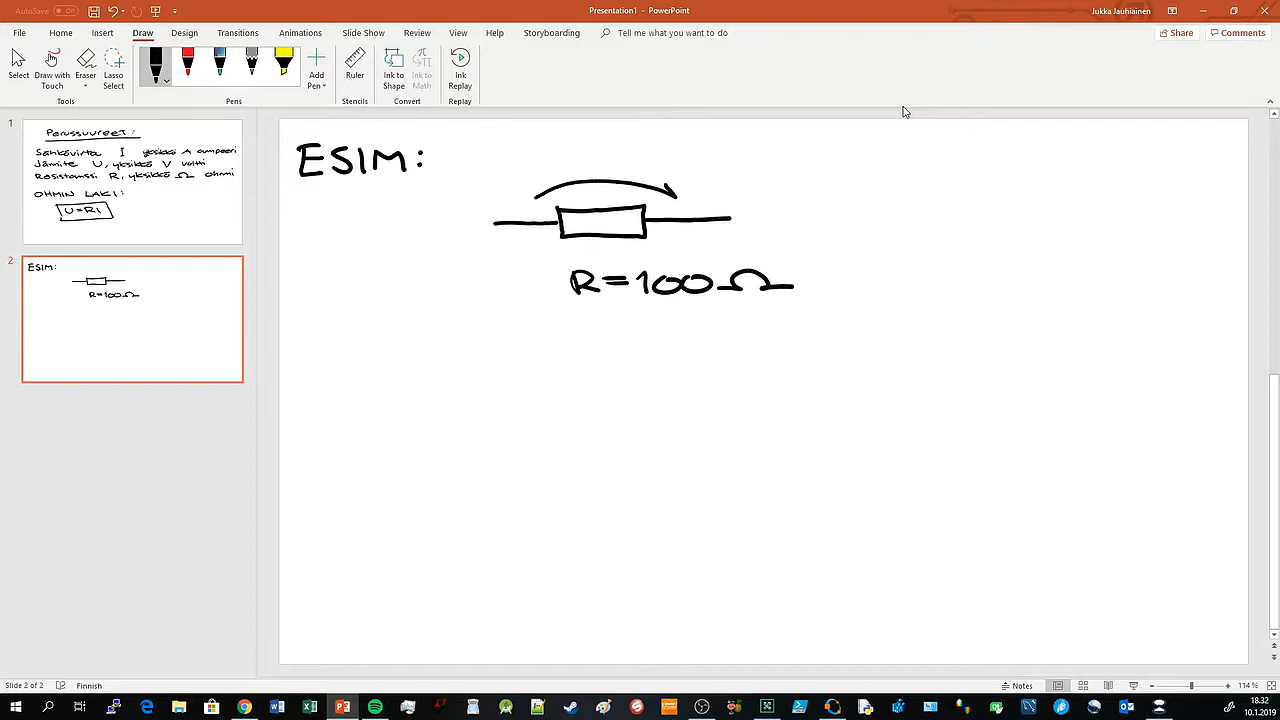 AutoSave Off
Presentation1 - PowerPoint
Jukka Jauhiainen
File Home Insert Draw Design Transitions Animations Slide Show Review View Help Storyboarding Tell me what you want to do
Share Comments
Select Draw with Touch Eraser Lasso Select Add Pen Ruler Ink to Shape Ink to Math Ink Replay
Tools Pens Stencils Convert Replay
1
Perussuureet:
Sähkövirta I yksikkö A ampeeri
Jännite U, yksikkö V voltti
Resistanssi R, yksikkö Ω ohmi
OHMIN LAKI:
U=RI
2
ESIM:
R=100Ω
ESIM:
R=100Ω
Slide 2 of 2 Finnish
Notes
114 %
18.32
10.1.2019